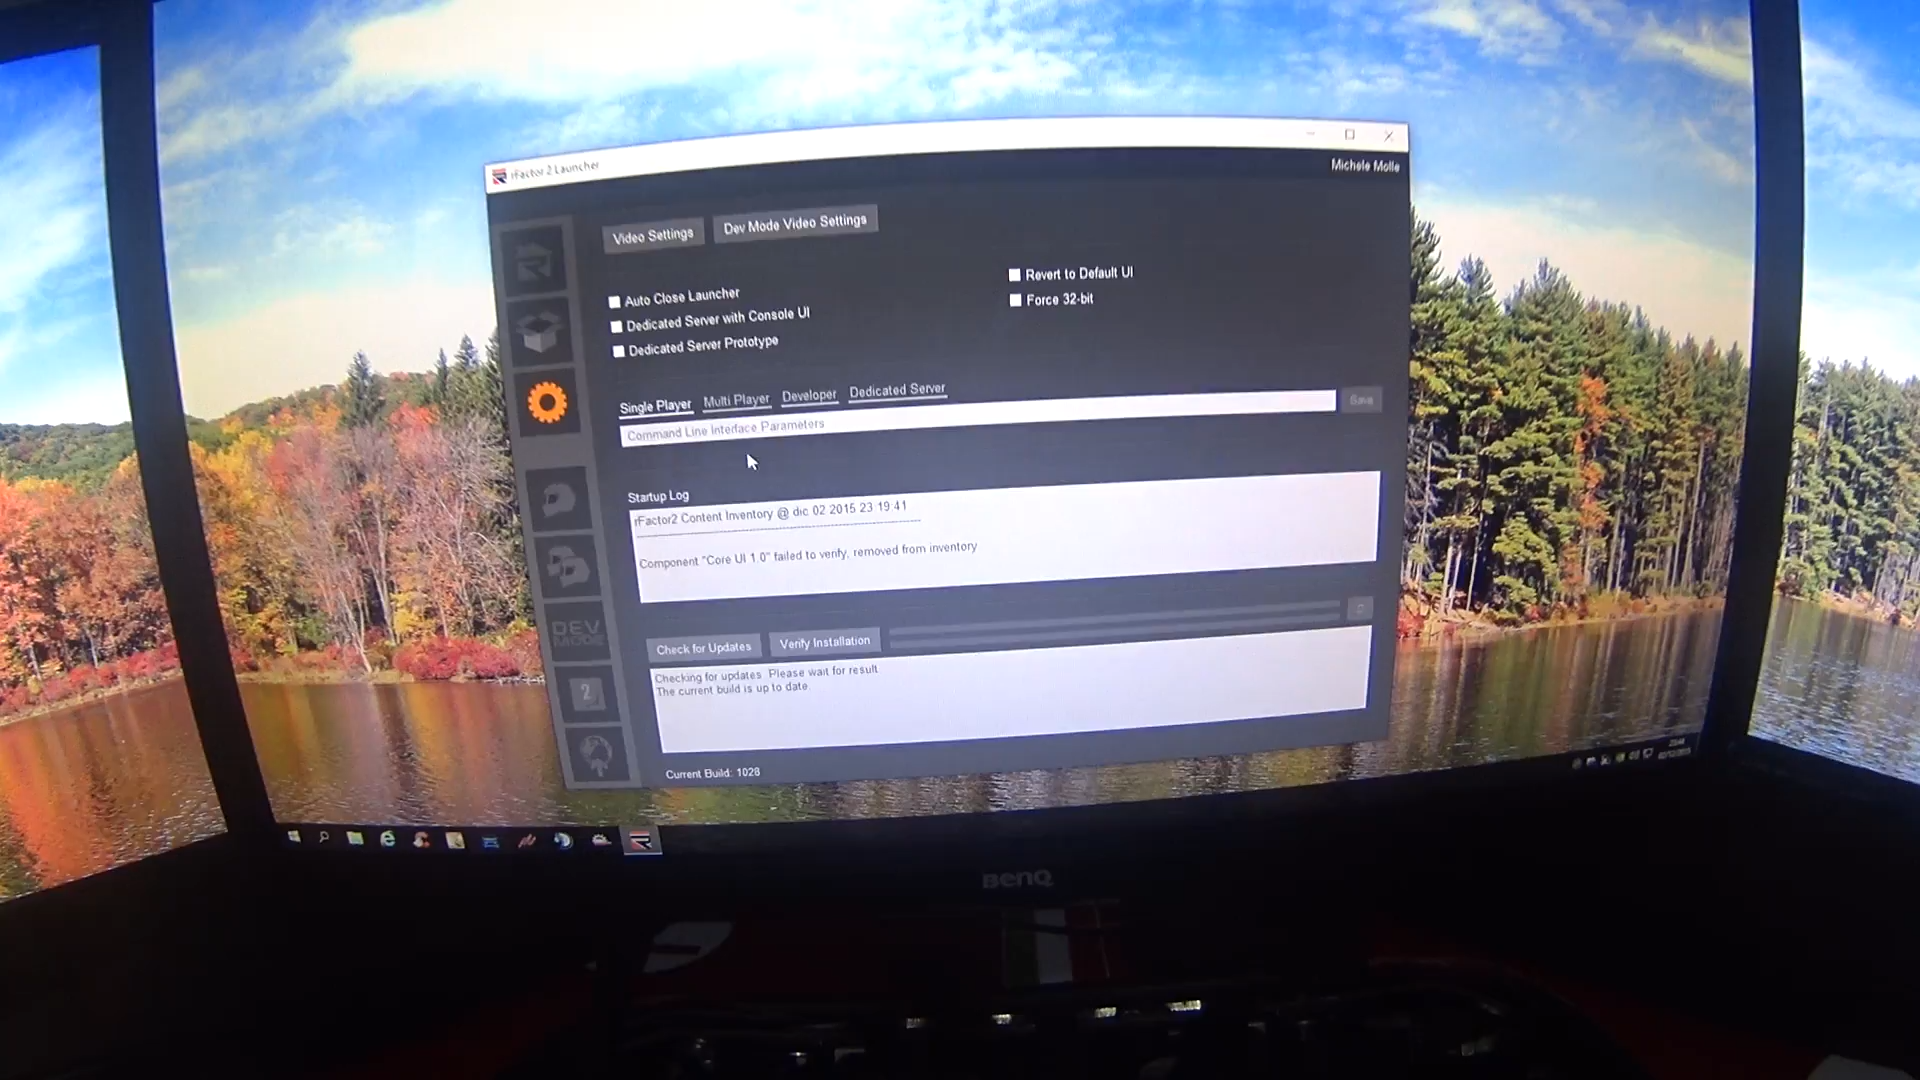 rFactor 2 Launcher
Michele Molle
Video Settings
Dev Mode Video Settings
Auto Close Launcher
Dedicated Server with Console UI
Dedicated Server Prototype
Revert to Default UI
Force 32-bit
Single Player Multi Player Developer Dedicated Server
Command Line Interface Parameters
Save
Startup Log
rFactor2 Content Inventory @ dic 02 2015 23:19:41
Component "Core UI 1.0" failed to verify, removed from inventory
DEV
MODE
Check for Updates
Verify Installation
Checking for updates. Please wait for result
The current build is up to date
2
Current Build: 1028
BenQ